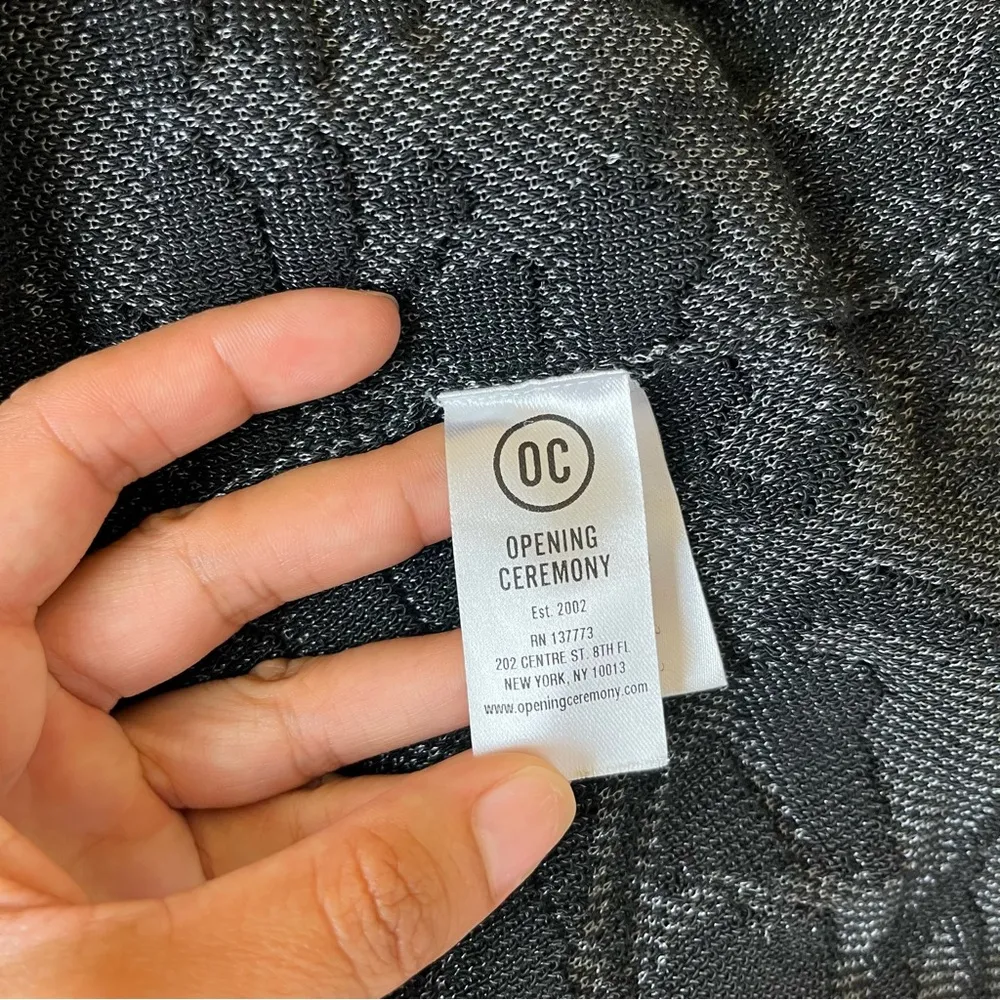 OC
OPENING
CEREMONY
Est. 2002
RN 137773
202 CENTRE ST. 8TH FL
NEW YORK, NY 10013
www.openingceremony.com